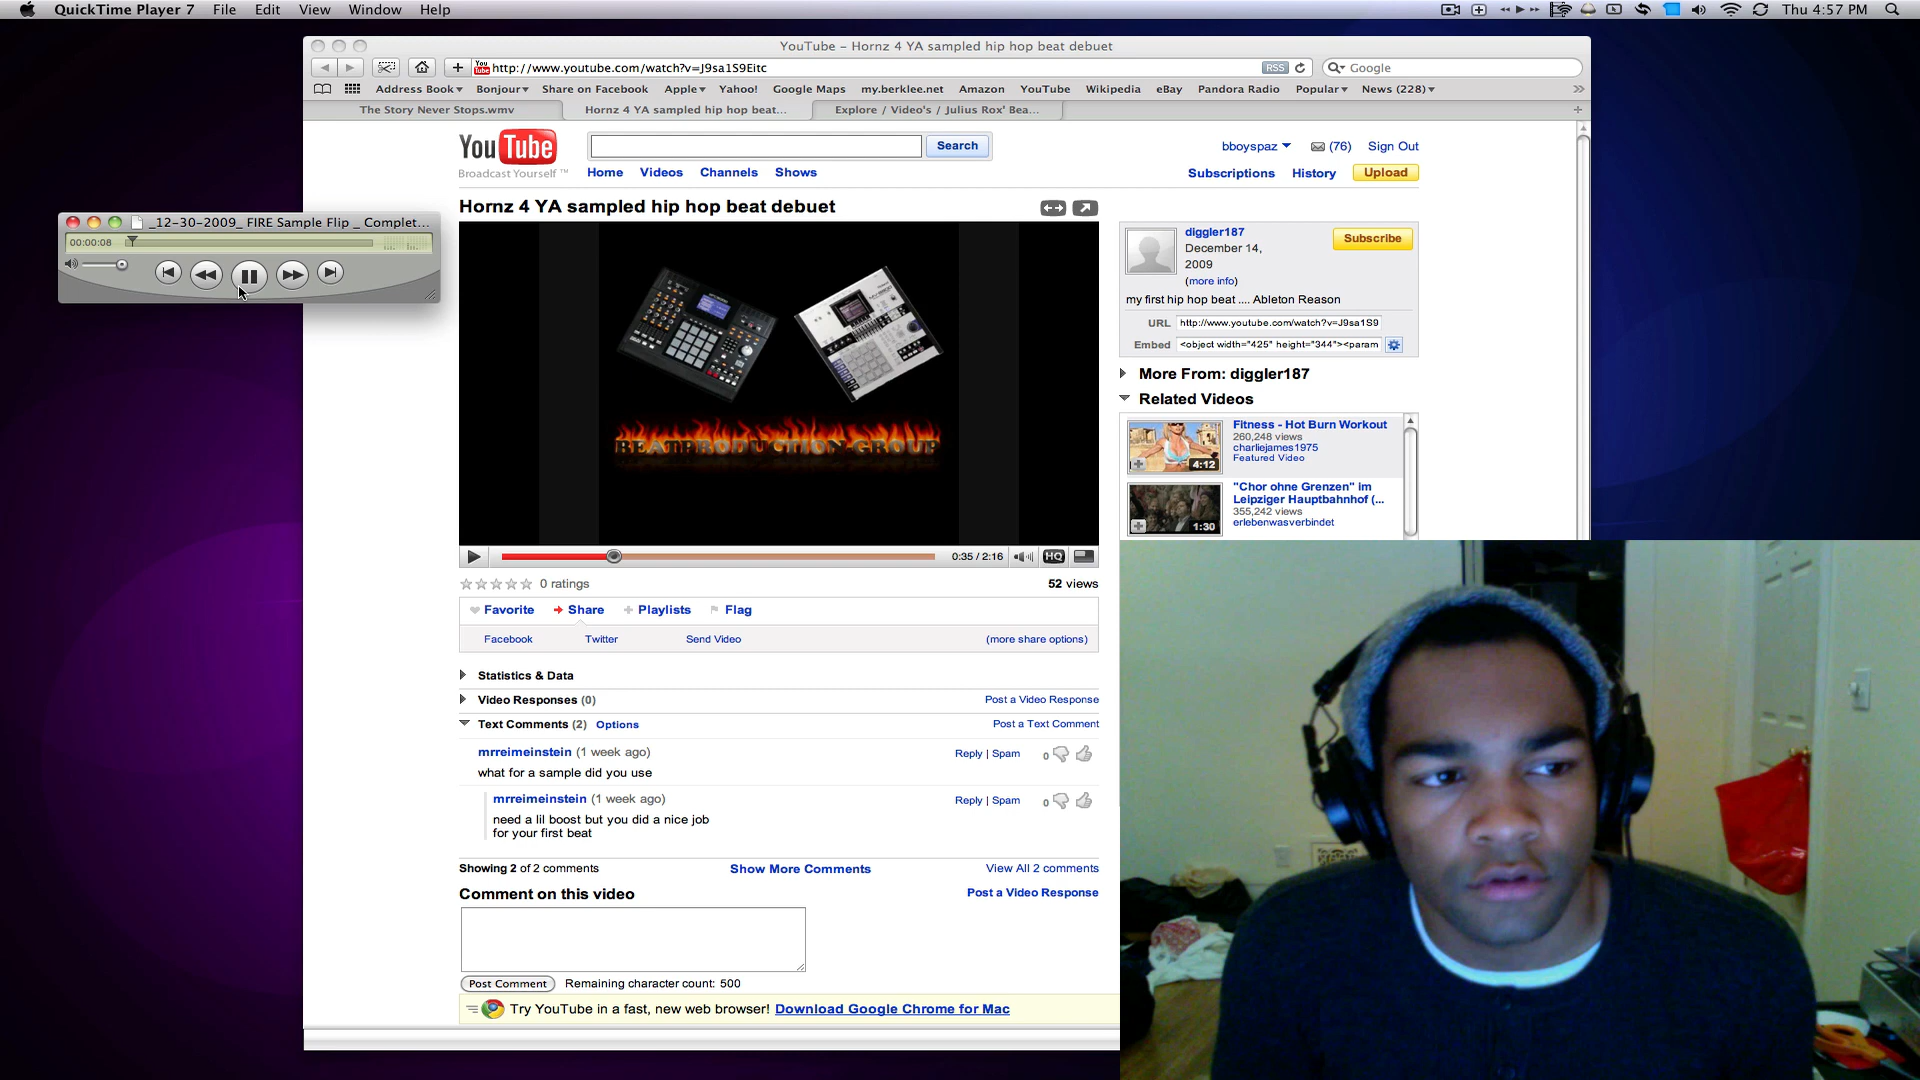 QuickTime Player 7 File Edit View Window Help
Thu 4:57 PM
YouTube - Hornz 4 YA sampled hip hop beat debuet
http://www.youtube.com/watch?v=J9sa1S9Eitc
RSS
Google
Address Book Bonjour Share on Facebook Apple Yahoo! Google Maps my.berklee.net Amazon YouTube Wikipedia eBay Pandora Radio Popular News (228)
The Story Never Stops.wmv
Hornz 4 YA sampled hip hop beat...
Explore / Video's / Julius Rox' Bea...
YouTube
Broadcast Yourself ™
Search
bboyspaz (76) Sign Out
Home Videos Channels Shows
Subscriptions History Upload
Hornz 4 YA sampled hip hop beat debuet
_12-30-2009_ FIRE Sample Flip _ Complet...
00:00:08
BEATPRODUCTION-GROUP
0:35 / 2:16
HQ
0 ratings
52 views
Favorite Share Playlists Flag
Facebook Twitter Send Video (more share options)
Statistics & Data
Video Responses (0) Post a Video Response
Text Comments (2) Options Post a Text Comment
mrreimeinstein (1 week ago) Reply | Spam 0
what for a sample did you use
mrreimeinstein (1 week ago) Reply | Spam 0
need a lil boost but you did a nice job
for your first beat
Showing 2 of 2 comments Show More Comments View All 2 comments
Comment on this video Post a Video Response
Post Comment Remaining character count: 500
Try YouTube in a fast, new web browser! Download Google Chrome for Mac
diggler187
December 14,
2009
(more info)
Subscribe
my first hip hop beat .... Ableton Reason
URL http://www.youtube.com/watch?v=J9sa1S9
Embed <object width="425" height="344"><param
More From: diggler187
Related Videos
Fitness - Hot Burn Workout
260,248 views
charliejames1975
Featured Video
4:12
"Chor ohne Grenzen" im
Leipziger Hauptbahnhof (...
355,242 views
erlebenwasverbindet
1:30